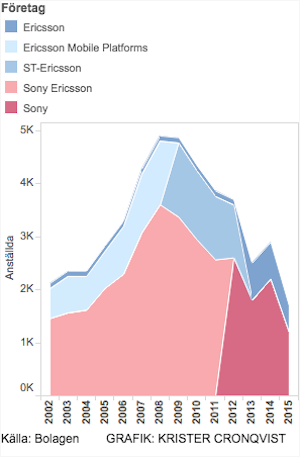 Företag
Ericsson
Ericsson Mobile Platforms
ST-Ericsson
Sony Ericsson
Sony
5K
4K
3K
2K
1K
0K
Anställda
2002
2003
2004
2005
2006
2007
2008
2009
2010
2011
2012
2013
2014
2015
Källa: Bolagen GRAFIK: KRISTER CRONQVIST